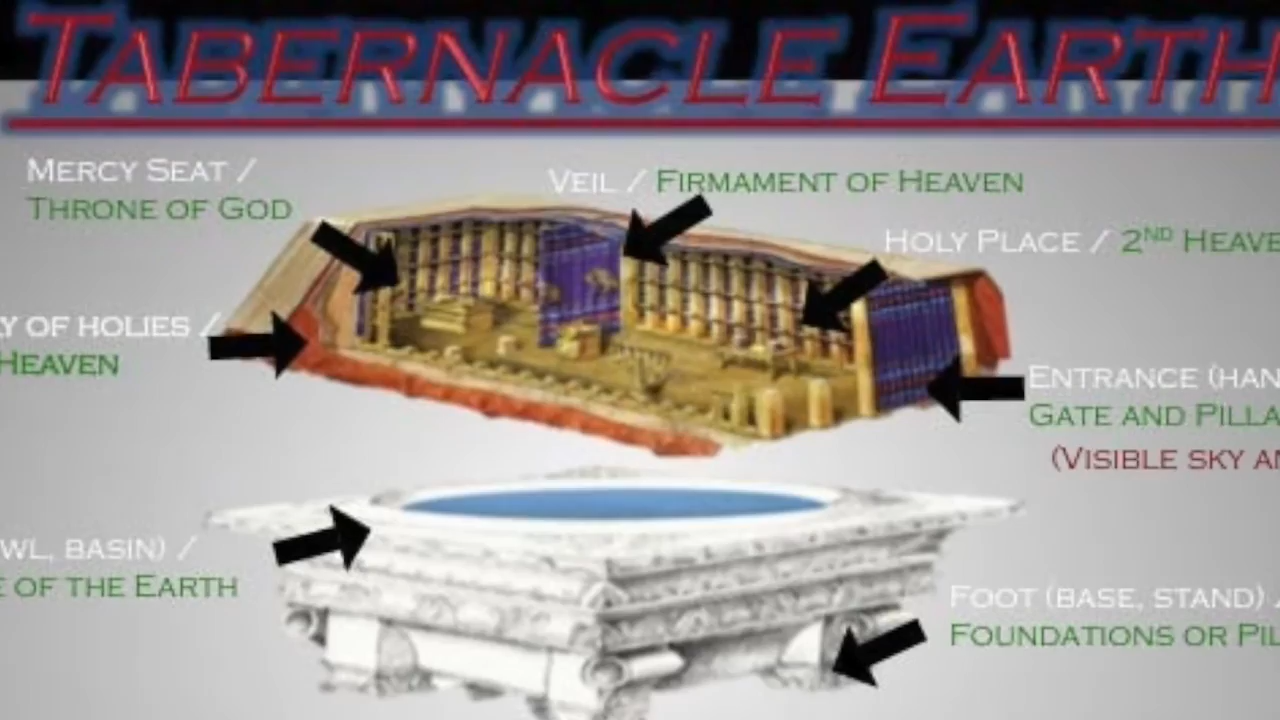 TABERNACLE EARTH
MERCY SEAT /
THRONE OF GOD
VEIL / FIRMAMENT OF HEAVEN
HOLY PLACE / 2ND HEAVE
LY OF HOLIES /
HEAVEN
ENTRANCE (HAN
GATE AND PILLA
(VISIBLE SKY AN
WL, BASIN) /
E OF THE EARTH
FOOT (BASE, STAND) /
FOUNDATIONS OR PIL